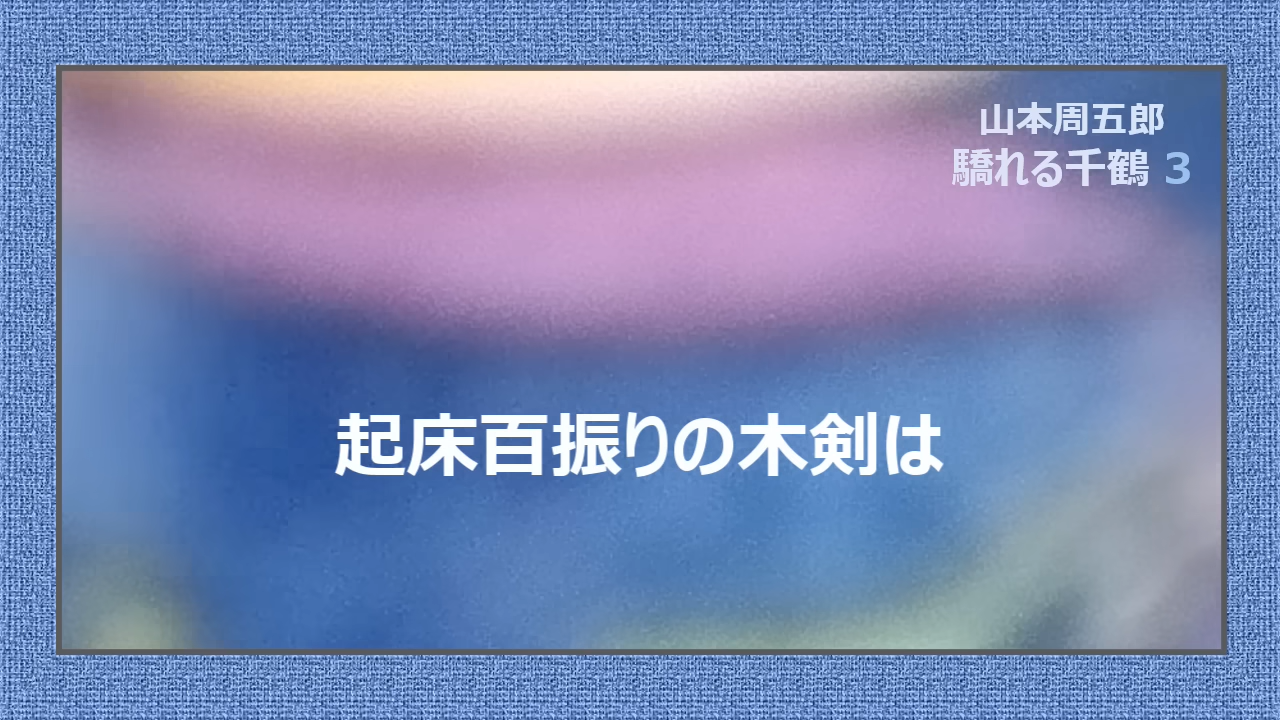 山本周五郎
驕れる千鶴 3
起床百振りの木剣は